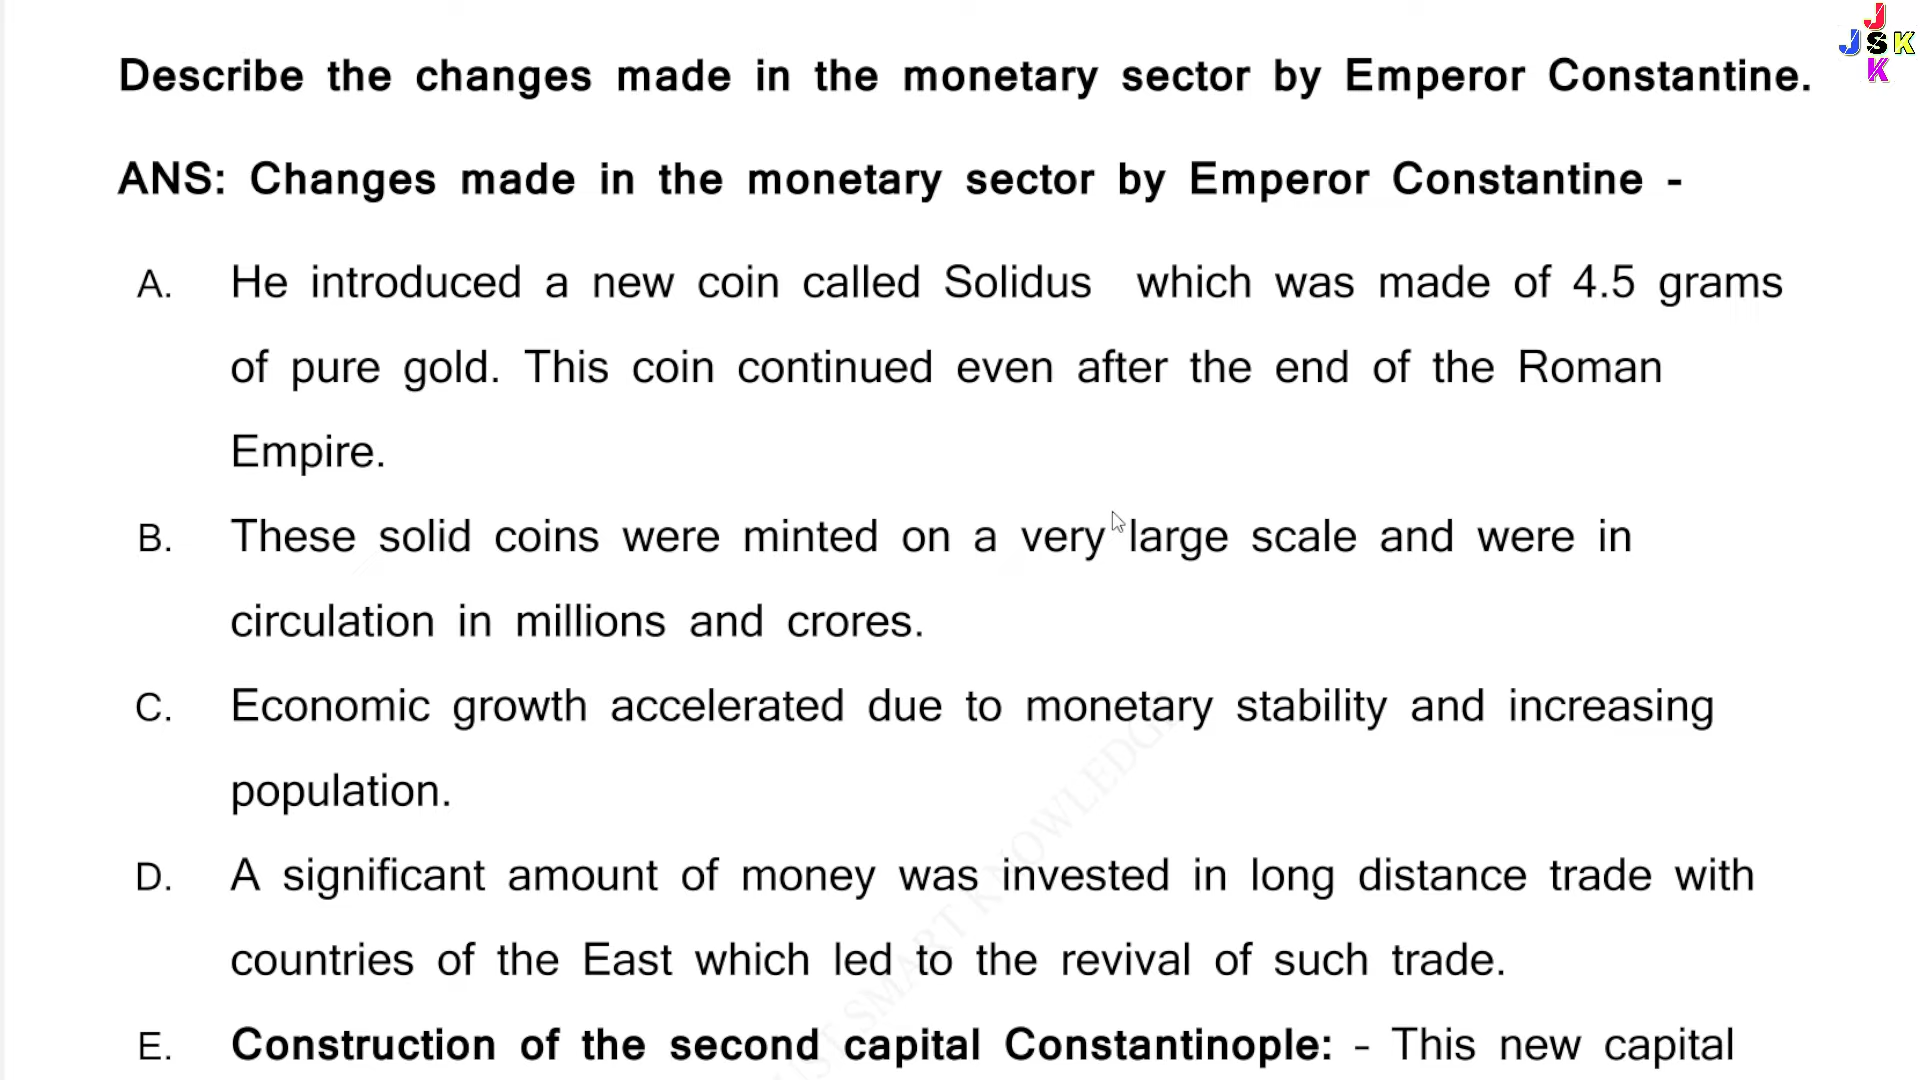 J
JSK
K
Describe the changes made in the monetary sector by Emperor Constantine.
ANS: Changes made in the monetary sector by Emperor Constantine -
A. He introduced a new coin called Solidus which was made of 4.5 grams
of pure gold. This coin continued even after the end of the Roman
Empire.
B. These solid coins were minted on a very large scale and were in
circulation in millions and crores.
C. Economic growth accelerated due to monetary stability and increasing
population.
D. A significant amount of money was invested in long distance trade with
countries of the East which led to the revival of such trade.
E. Construction of the second capital Constantinople: - This new capital
SMART KNOWLEDG